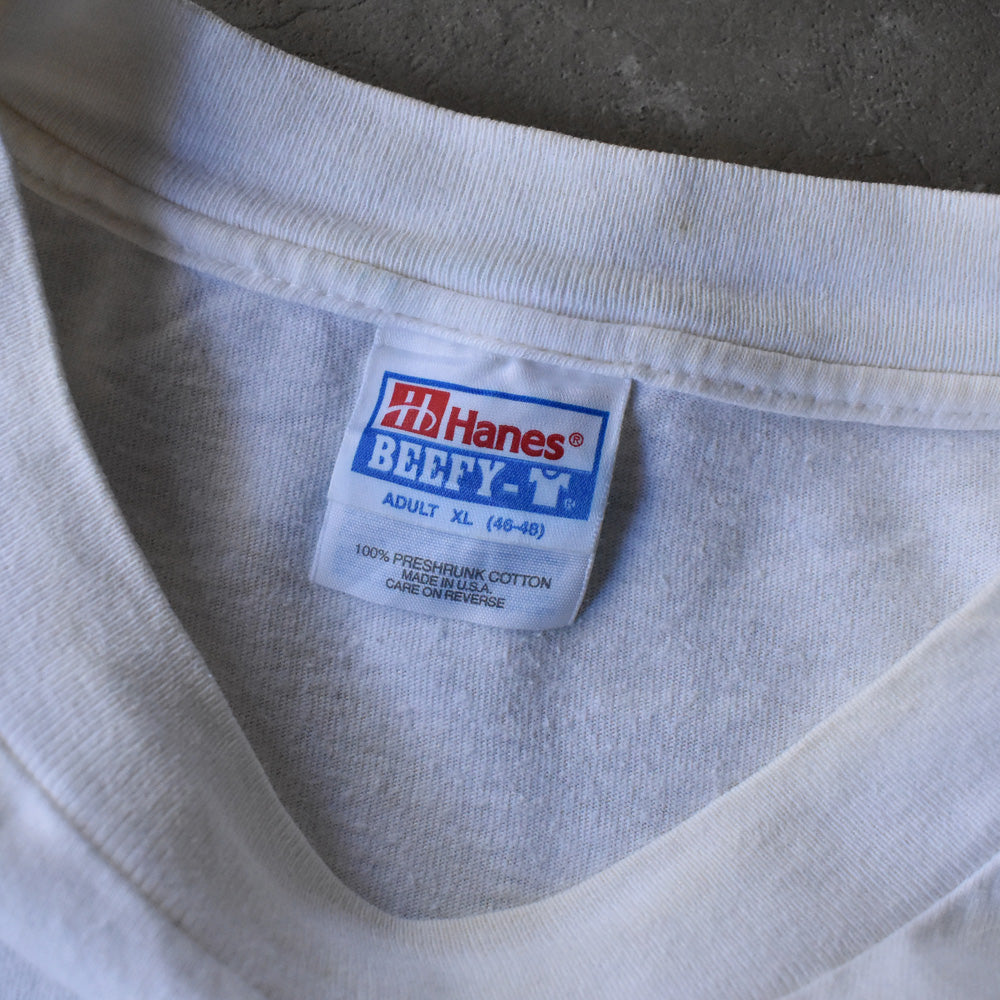 Hanes®
BEEFY-T®
ADULT XL (46-48)
100% PRESHRUNK COTTON
MADE IN U.S.A.
CARE ON REVERSE